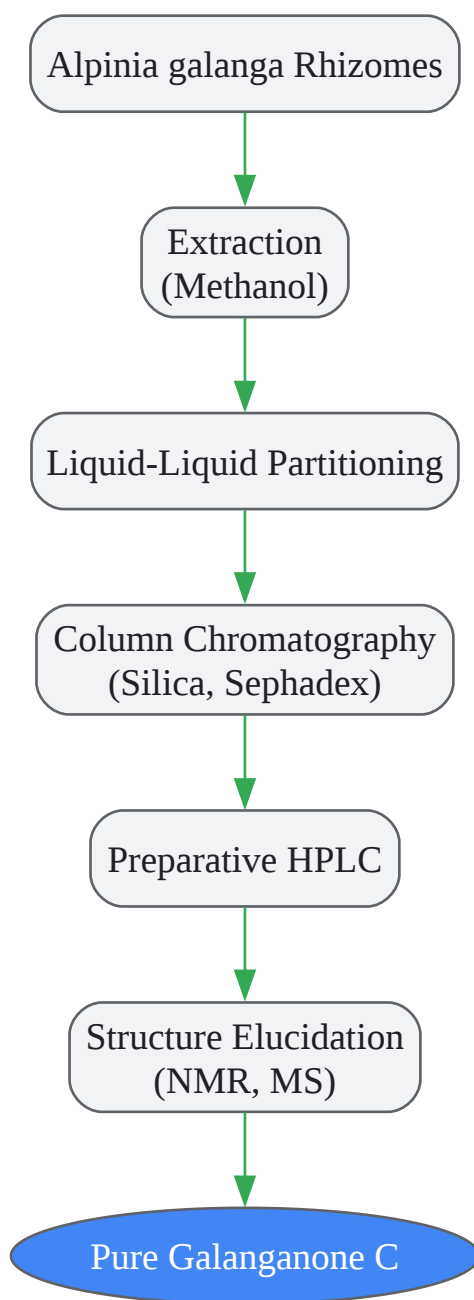 Alpinia galanga Rhizomes
Extraction
(Methanol)
Liquid-Liquid Partitioning
Column Chromatography
(Silica, Sephadex)
Preparative HPLC
Structure Elucidation
(NMR, MS)
Pure Galanganone C